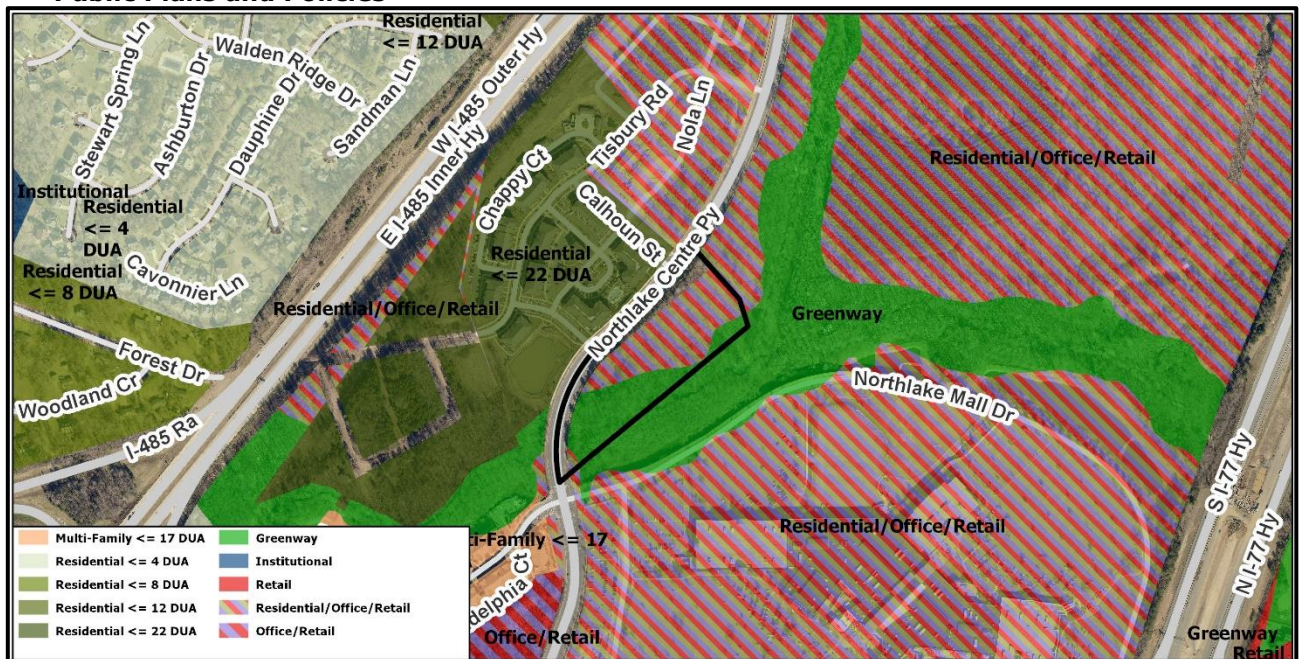 Public Plans and Policies
Residential
<= 12 DUA
Stewart Spring Ln
Walden Ridge Dr
Ashburton Dr
Dauphine Dr
Sandman Ln
W I-485 Outer Hy
E I-485 Inner Hy
Tisbury Rd
Nola Ln
Chappy Ct
Calhoun St
Northlake Centre Py
Residential/Office/Retail
Institutional
Residential
<= 4
DUA
Cavonnier Ln
Residential
<= 8 DUA
Residential
<= 22 DUA
Residential/Office/Retail
Greenway
Forest Dr
Woodland Cr
I-485 Ra
Northlake Mall Dr
S I-77 Hy
N I-77 Hy
Residential/Office/Retail
ti-Family <= 17
delphia Ct
Office/Retail
Greenway
Retail
Multi-Family <= 17 DUA
Residential <= 4 DUA
Residential <= 8 DUA
Residential <= 12 DUA
Residential <= 22 DUA
Greenway
Institutional
Retail
Residential/Office/Retail
Office/Retail